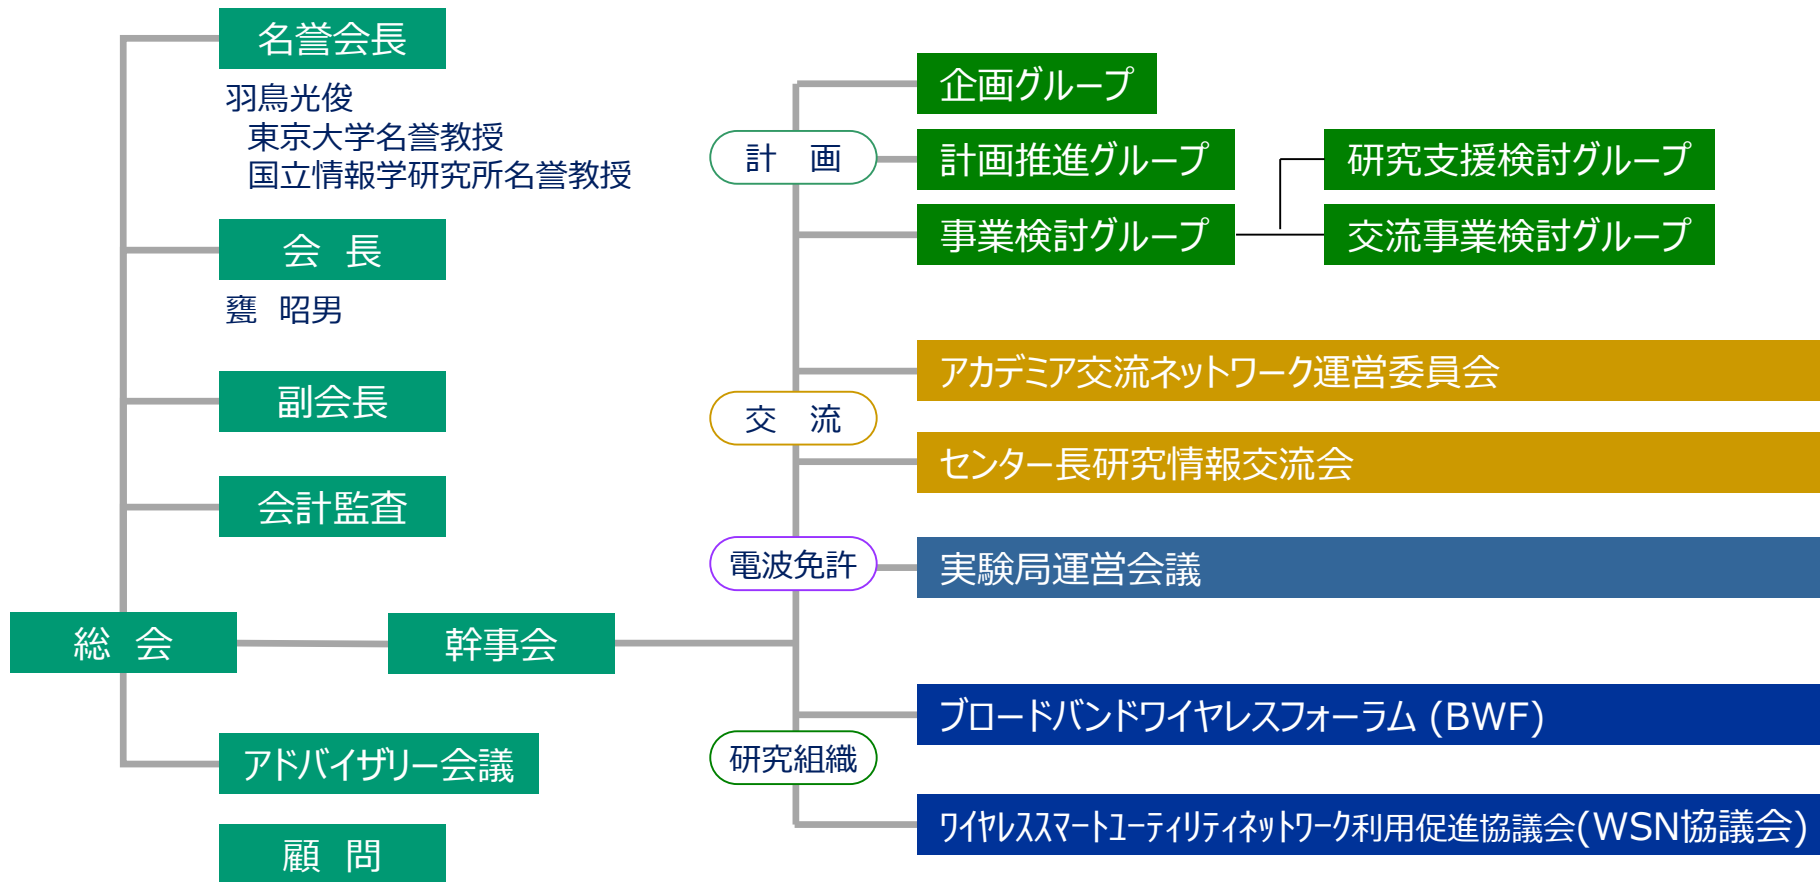 名誉会長
羽鳥光俊
東京大学名誉教授
国立情報学研究所名誉教授
会　長
甕　昭男
副会長
会計監査
総　会
幹事会
アドバイザリー会議
顧　問
計　画
企画グループ
計画推進グループ
事業検討グループ
研究支援検討グループ
交流事業検討グループ
交　流
アカデミア交流ネットワーク運営委員会
センター長研究情報交流会
電波免許
実験局運営会議
研究組織
ブロードバンドワイヤレスフォーラム (BWF)
ワイヤレススマートユーティリティネットワーク利用促進協議会(WSN協議会)